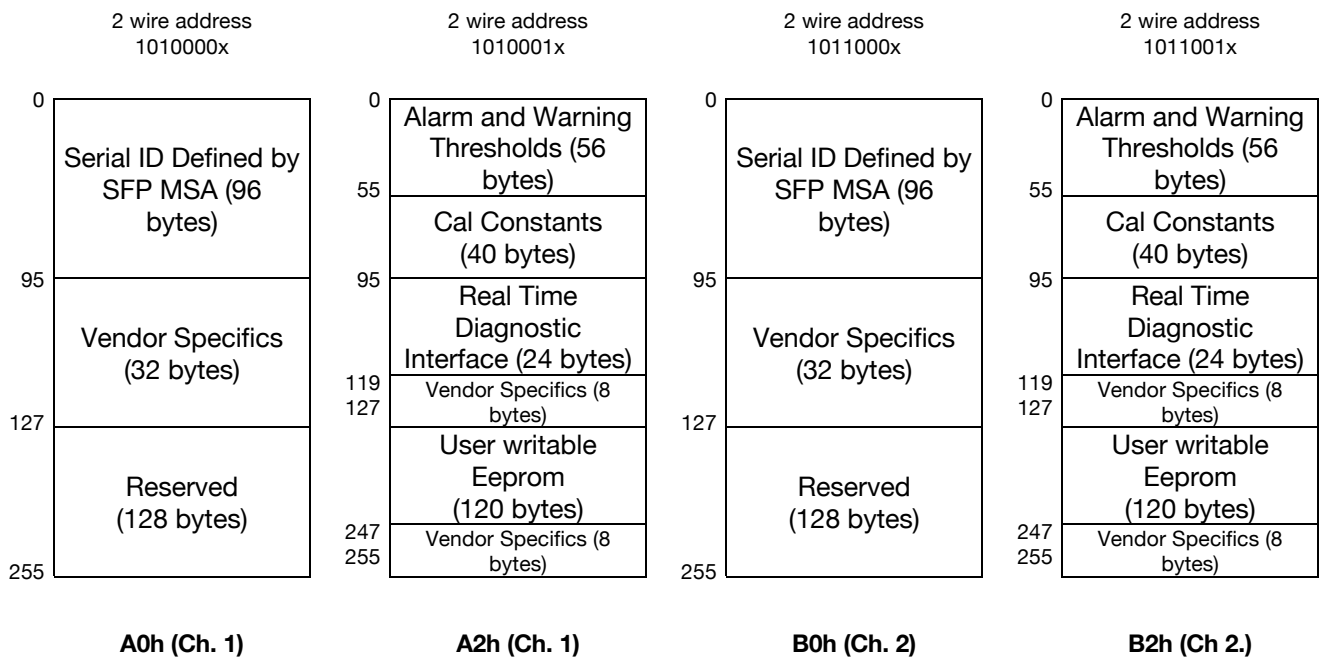 2 wire address
1010000x
0
Serial ID Defined by
SFP MSA (96
bytes)
95
Vendor Specifics
(32 bytes)
127
Reserved
(128 bytes)
255
A0h (Ch. 1)
2 wire address
1010001x
0
Alarm and Warning
Thresholds (56
bytes)
55
Cal Constants
(40 bytes)
95
Real Time
Diagnostic
Interface (24 bytes)
119
Vendor Specifics (8
bytes)
127
User writable
Eeprom
(120 bytes)
247
Vendor Specifics (8
bytes)
255
A2h (Ch. 1)
2 wire address
1011000x
0
Serial ID Defined by
SFP MSA (96
bytes)
95
Vendor Specifics
(32 bytes)
127
Reserved
(128 bytes)
255
B0h (Ch. 2)
2 wire address
1011001x
0
Alarm and Warning
Thresholds (56
bytes)
55
Cal Constants
(40 bytes)
95
Real Time
Diagnostic
Interface (24 bytes)
119
Vendor Specifics (8
bytes)
127
User writable
Eeprom
(120 bytes)
247
Vendor Specifics (8
bytes)
255
B2h (Ch 2.)